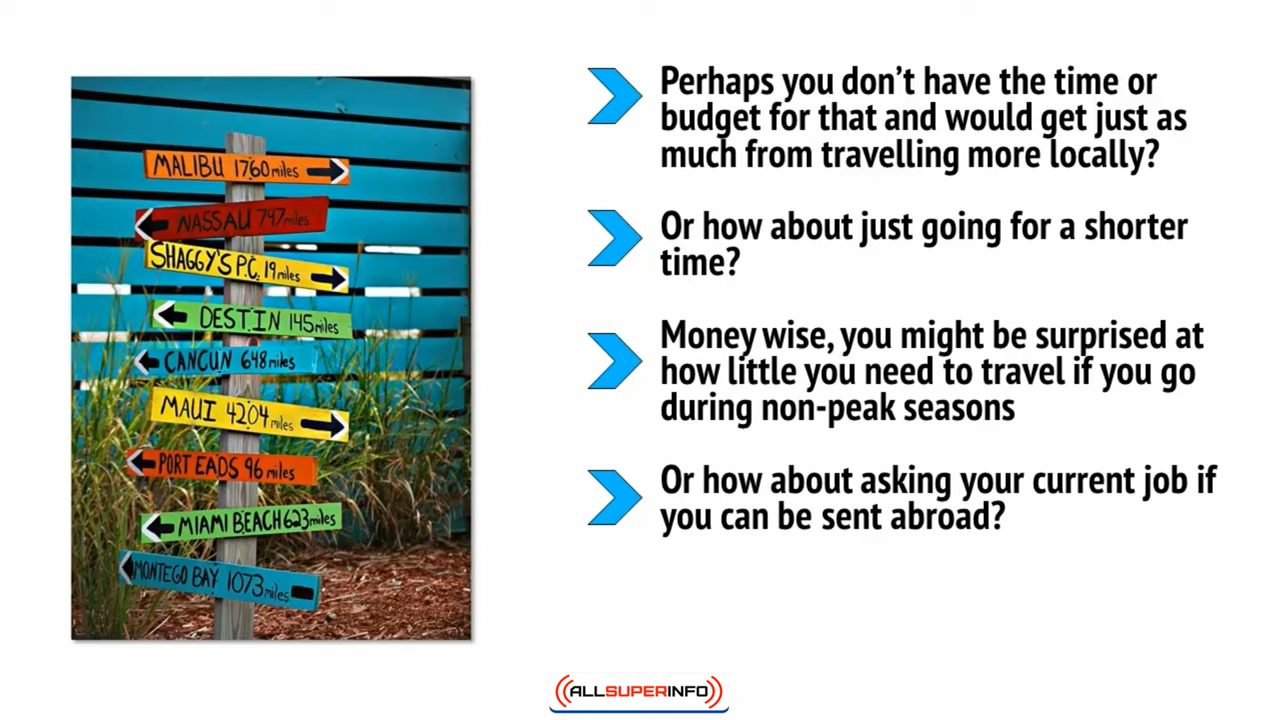 MALIBU 1760 miles
NASSAU 797 miles
SHAGGY'S P.C. 19 miles
DESTIN 145 miles
CANCUN 648 miles
MAUI 4204 miles
PORT EADS 96 miles
MIAMI BEACH 623 miles
MONTEGO BAY 1073 miles
Perhaps you don't have the time or
budget for that and would get just as
much from travelling more locally?
Or how about just going for a shorter
time?
Money wise, you might be surprised at
how little you need to travel if you go
during non-peak seasons
Or how about asking your current job if
you can be sent abroad?
ALLSUPERINFO